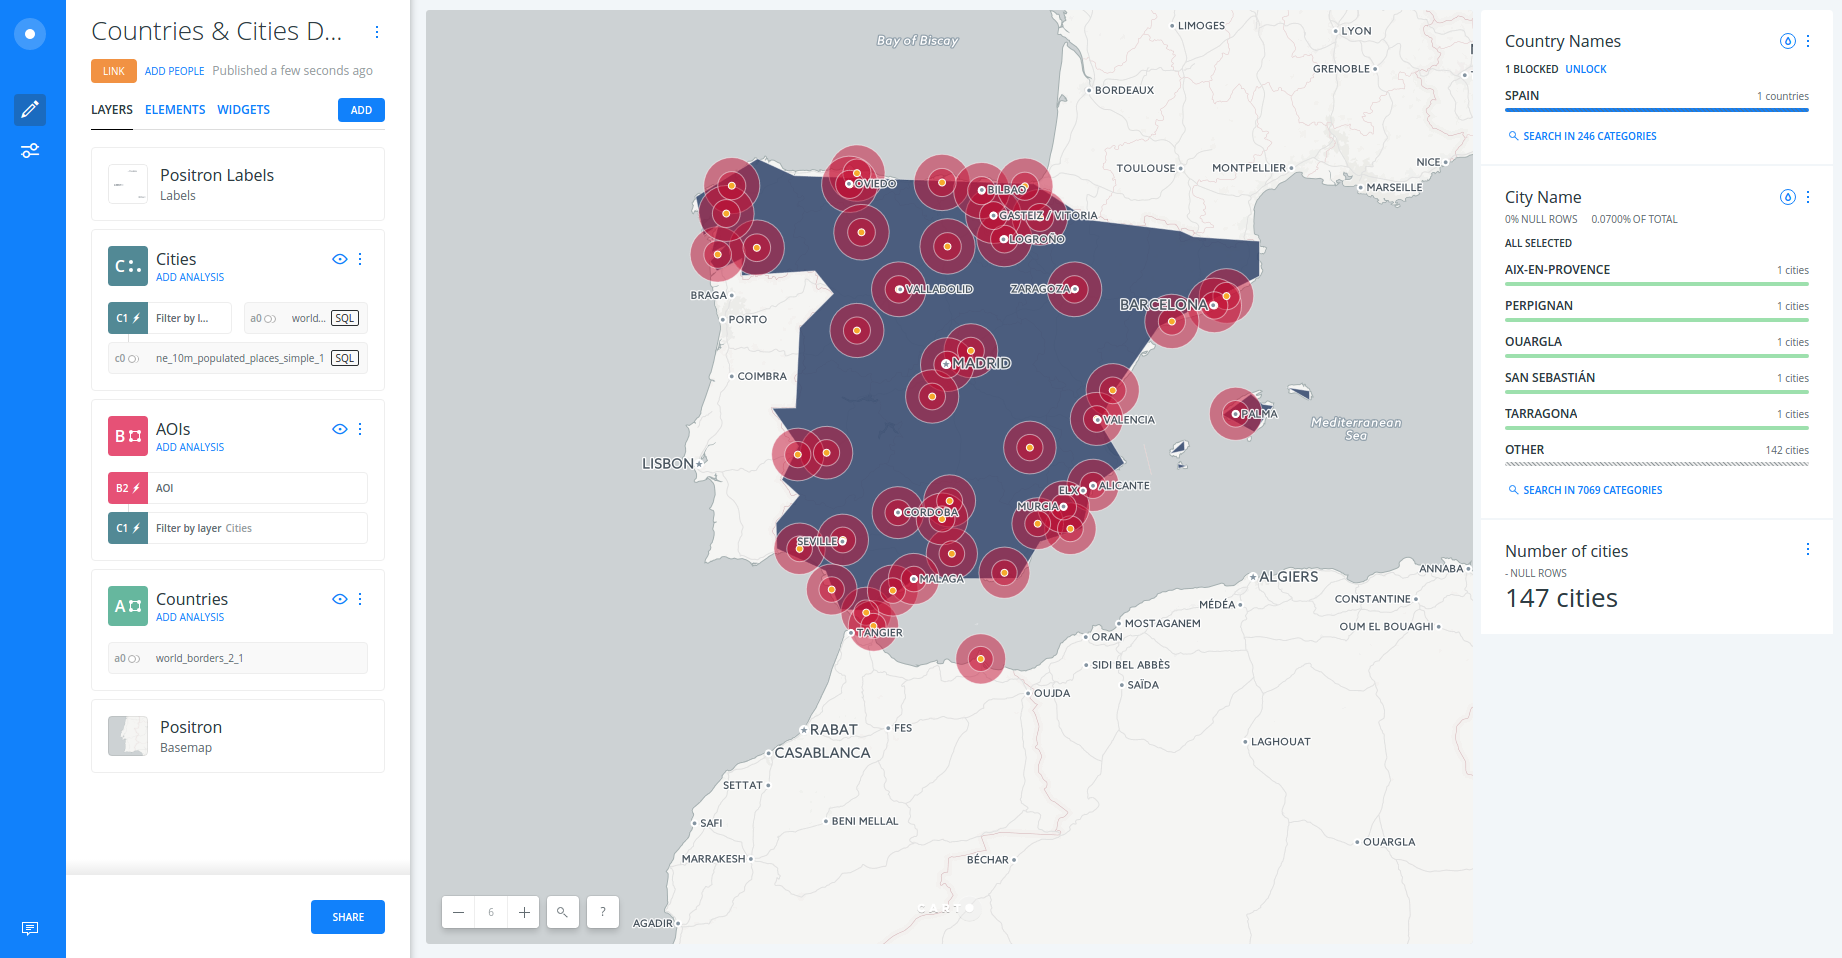 Countries & Cities D...
LINK
ADD PEOPLE
Published a few seconds ago
LAYERS
ELEMENTS
WIDGETS
ADD
Positron Labels
Labels
C
Cities
ADD ANALYSIS
C1
Filter by l...
a0
world...
SQL
c0
ne_10m_populated_places_simple_1
SQL
B
AOIs
ADD ANALYSIS
B2
AOI
C1
Filter by layer Cities
A
Countries
ADD ANALYSIS
a0
world_borders_2_1
Positron
Basemap
SHARE
Bay of Biscay
LIMOGES
LYON
GRENOBLE
BORDEAUX
TOULOUSE
MONTPELLIER
NICE
MARSEILLE
OVIEDO
BILBAO
GASTEIZ / VITORIA
LOGROÑO
BRAGA
PORTO
VALLADOLID
ZARAGOZA
BARCELONA
MADRID
COIMBRA
VALENCIA
PALMA
Mediterranean
Sea
LISBON
ELX
ALICANTE
MURCIA
CORDOBA
SEVILLE
MALAGA
TANGIER
ALGIERS
ANNABA
MÉDÉA
CONSTANTINE
MOSTAGANEM
OUM EL BOUAGHI
ORAN
SIDI BEL ABBÈS
SAÏDA
OUJDA
RABAT
FES
CASABLANCA
LAGHOUAT
SETTAT
SAFI
BENI MELLAL
OUARGLA
MARRAKESH
BÉCHAR
AGADIR
6
?
CARTO
Country Names
1 BLOCKED UNLOCK
SPAIN
1 countries
SEARCH IN 246 CATEGORIES
City Name
0% NULL ROWS
0.0700% OF TOTAL
ALL SELECTED
AIX-EN-PROVENCE
1 cities
PERPIGNAN
1 cities
OUARGLA
1 cities
SAN SEBASTIÁN
1 cities
TARRAGONA
1 cities
OTHER
142 cities
SEARCH IN 7069 CATEGORIES
Number of cities
- NULL ROWS
147 cities